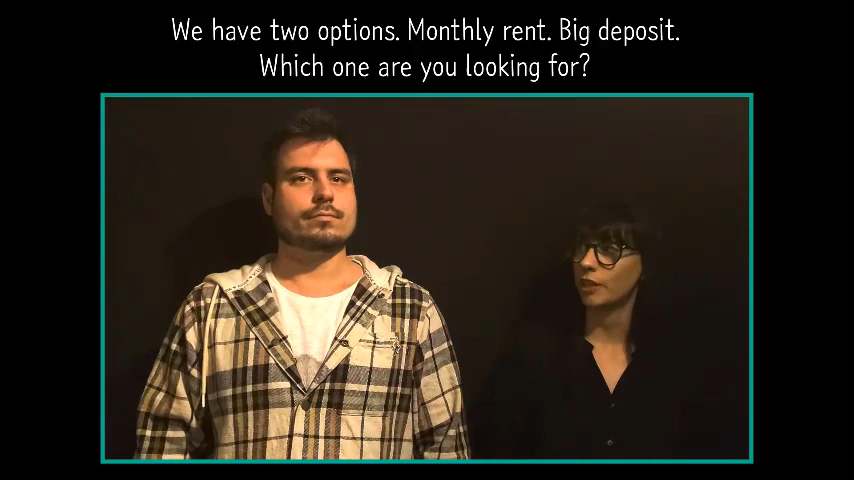 We have two options. Monthly rent. Big deposit.
Which one are you looking for?